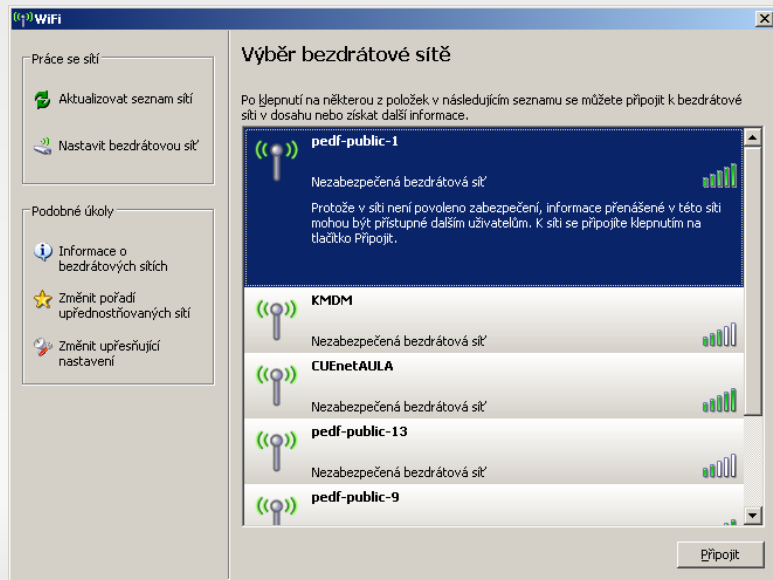 WiFi
Práce se sítí
Aktualizovat seznam sítí
Nastavit bezdrátovou síť
Podobné úkoly
Informace o
bezdrátových sítích
Změnit pořadí
upřednostňovaných sítí
Změnit upřesňující
nastavení
Výběr bezdrátové sítě
Po klepnutí na některou z položek v následujícím seznamu se můžete připojit k bezdrátové
síti v dosahu nebo získat další informace.
pedf-public-1
Nezabezpečená bezdrátová síť
Protože v síti není povoleno zabezpečení, informace přenášené v této síti
mohou být přístupné dalším uživatelům. K síti se připojíte klepnutím na
tlačítko Připojit.
KMDM
Nezabezpečená bezdrátová síť
CUEnetAULA
Nezabezpečená bezdrátová síť
pedf-public-13
Nezabezpečená bezdrátová síť
pedf-public-9
Připojit